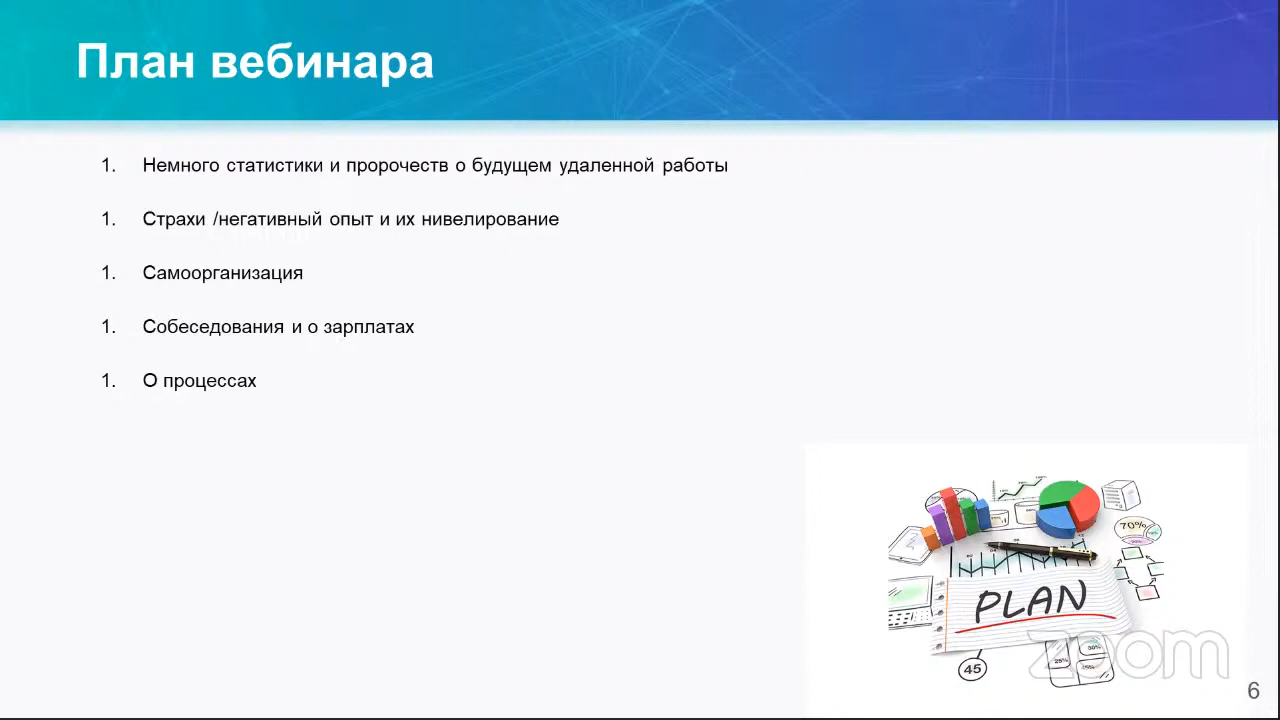 План вебинара
1. Немного статистики и пророчеств о будущем удаленной работы
1. Страхи /негативный опыт и их нивелирование
1. Самоорганизация
1. Собеседования и о зарплатах
1. О процессах
70%
PLAN
zoom
45
25%
30%
6